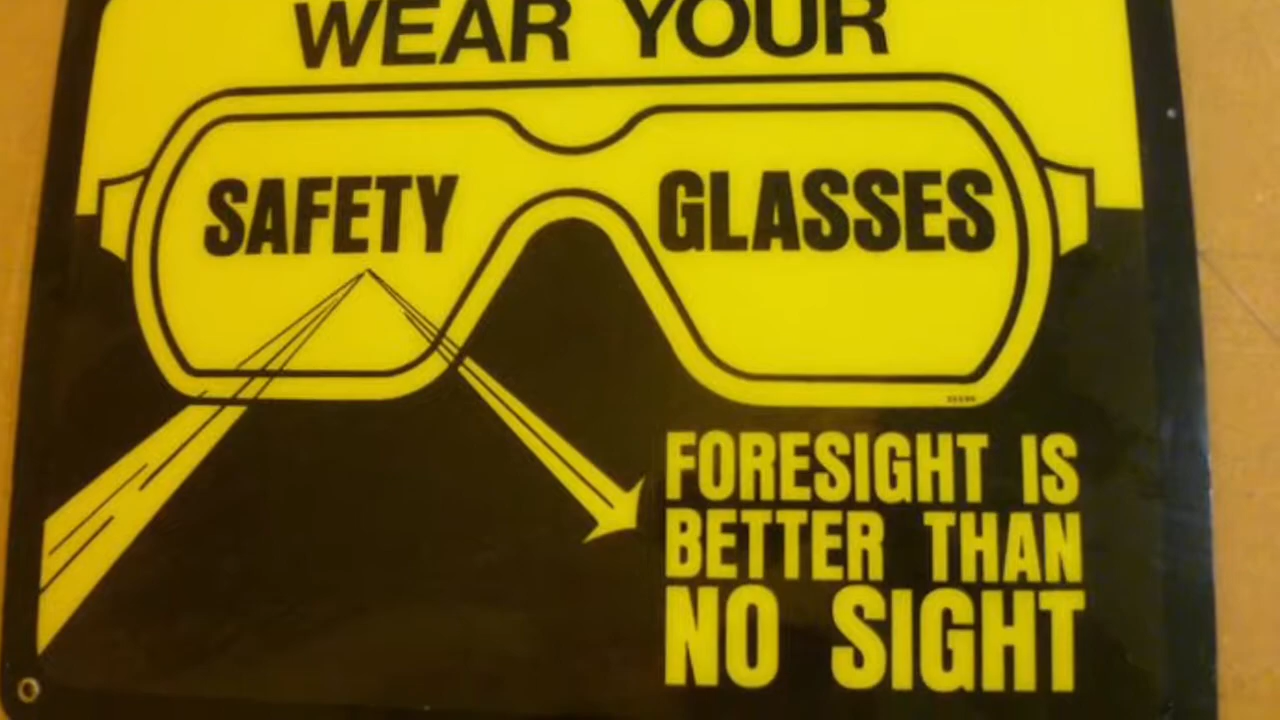 WEAR YOUR
SAFETY GLASSES
FORESIGHT IS
BETTER THAN
NO SIGHT